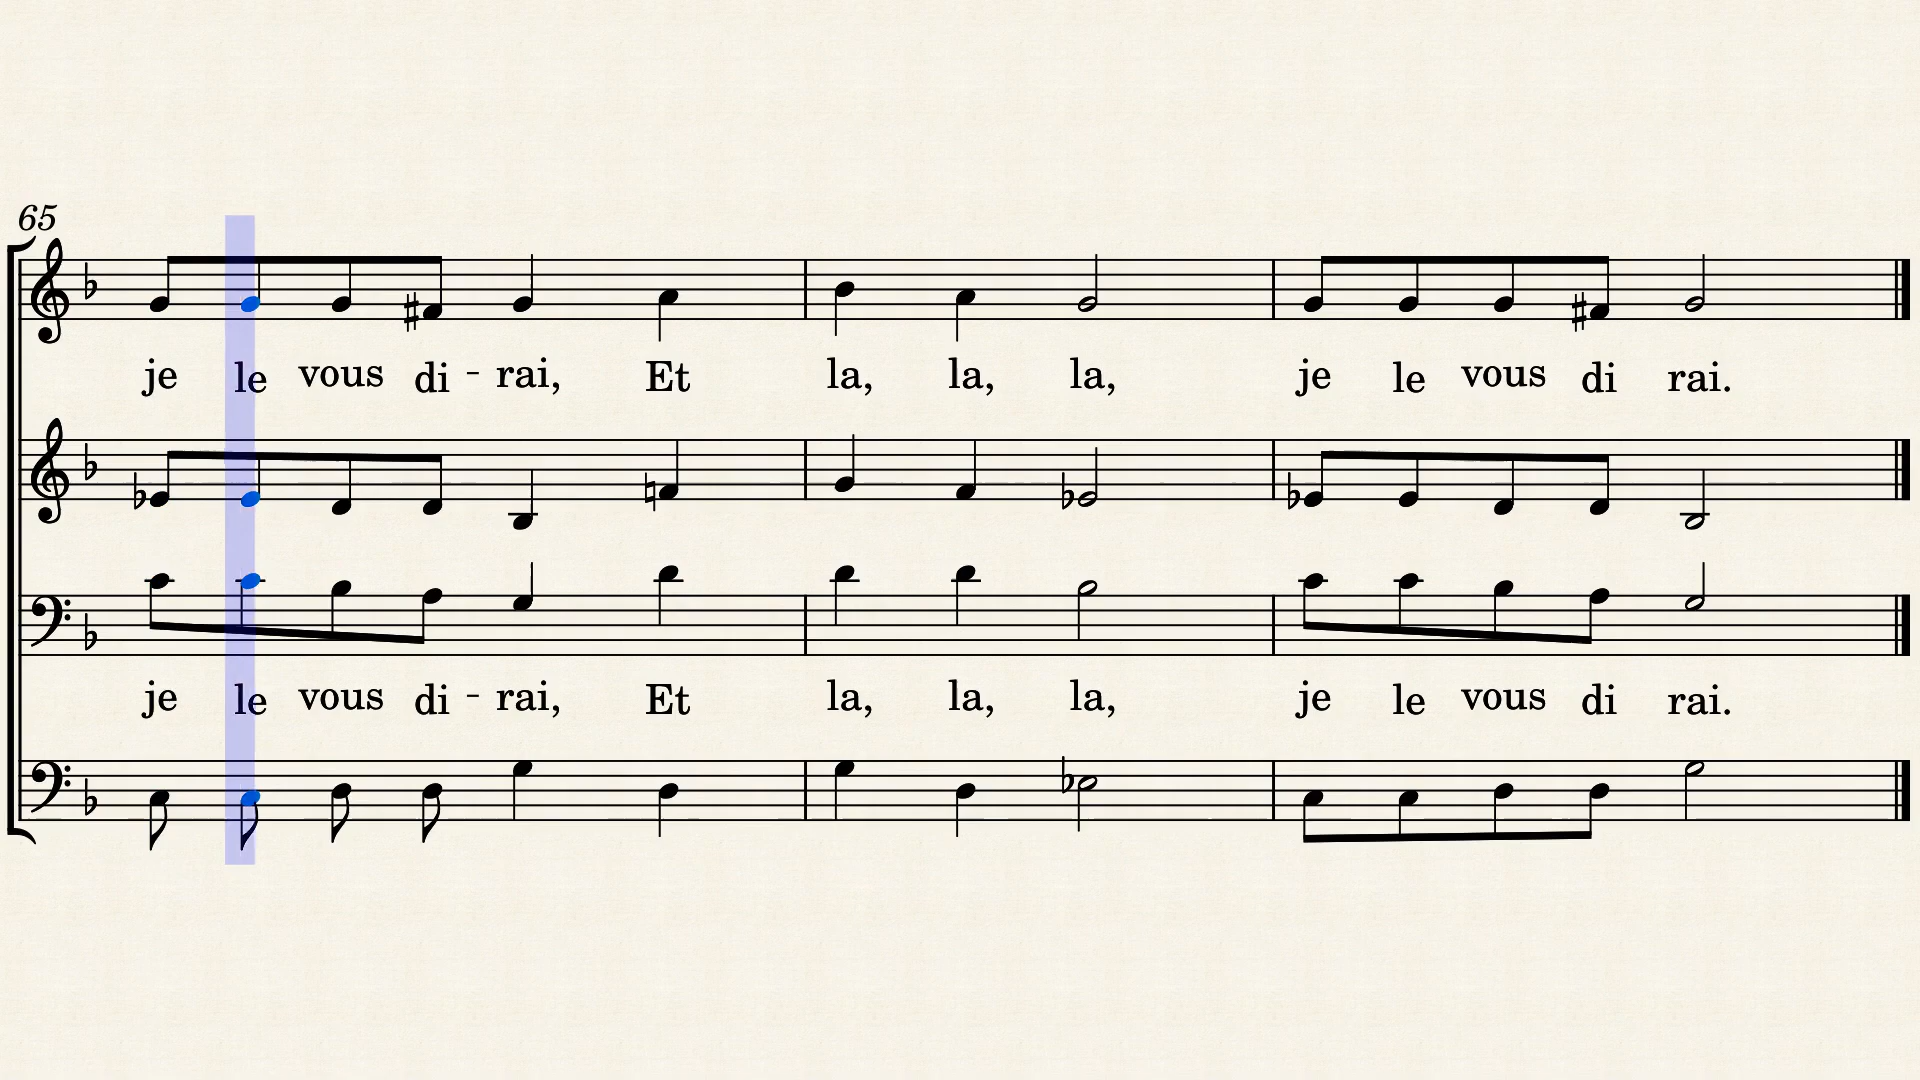 65
je le vous di - rai, Et la, la, la, je le vous di rai.
je le vous di - rai, Et la, la, la, je le vous di rai.